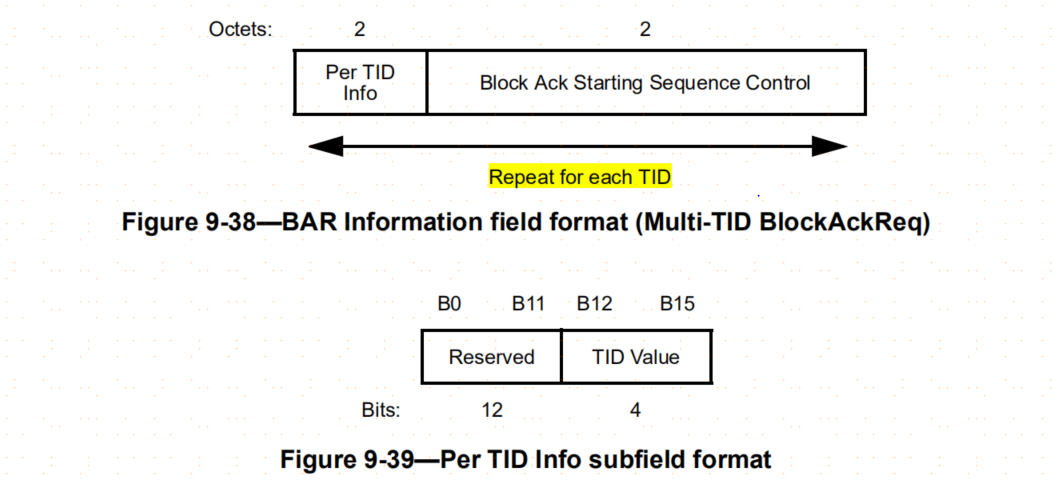 Octets: 2 2
Per TID
Info
Block Ack Starting Sequence Control
Repeat for each TID
Figure 9-38—BAR Information field format (Multi-TID BlockAckReq)
B0 B11 B12 B15
Reserved TID Value
Bits: 12 4
Figure 9-39—Per TID Info subfield format